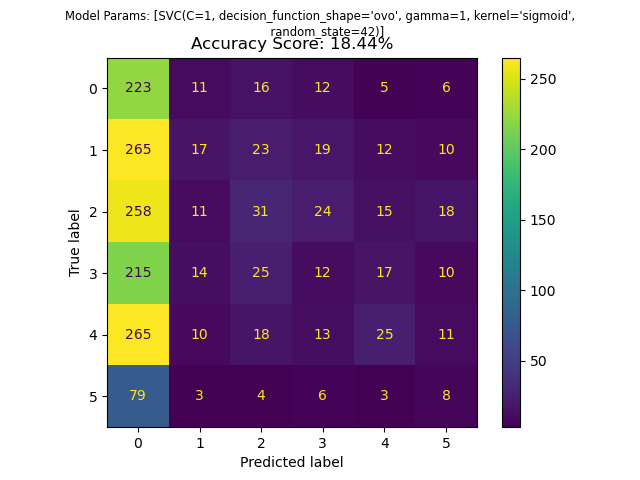 Model Params: [SVC(C=1, decision_function_shape='ovo', gamma=1, kernel='sigmoid',
random_state=42)]
Accuracy Score: 18.44%
0 223 11 16 12 5 6
1 265 17 23 19 12 10
2 258 11 31 24 15 18
3 215 14 25 12 17 10
4 265 10 18 13 25 11
5 79 3 4 6 3 8
0 1 2 3 4 5
Predicted label
True label
250
200
150
100
50